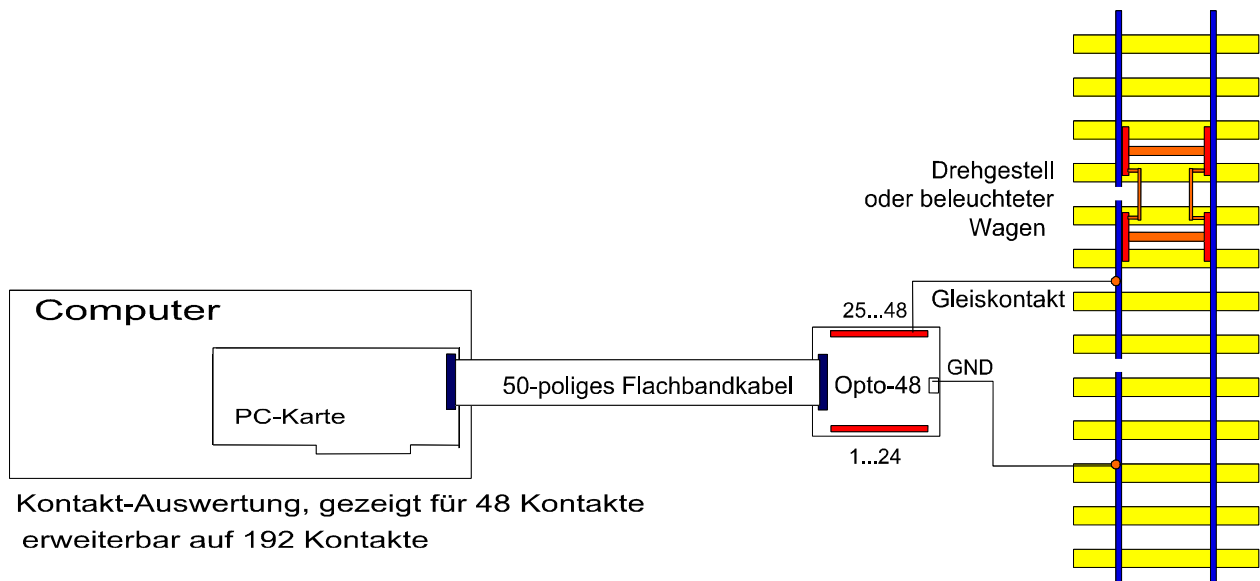 Drehgestell
oder beleuchteter
Wagen
Computer
25...48
Gleiskontakt
GND
50-poliges Flachbandkabel
Opto-48
PC-Karte
1...24
Kontakt-Auswertung, gezeigt für 48 Kontakte
erweiterbar auf 192 Kontakte